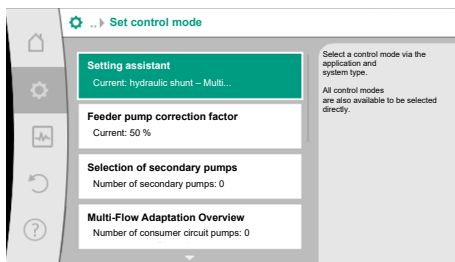 ..▸ Set control mode
Setting assistant
Current: hydraulic shunt – Multi...
Feeder pump correction factor
Current: 50 %
Selection of secondary pumps
Number of secondary pumps: 0
Multi-Flow Adaptation Overview
Number of consumer circuit pumps: 0
Select a control mode via the
application and
system type.
All control modes
are also available to be selected
directly.
?